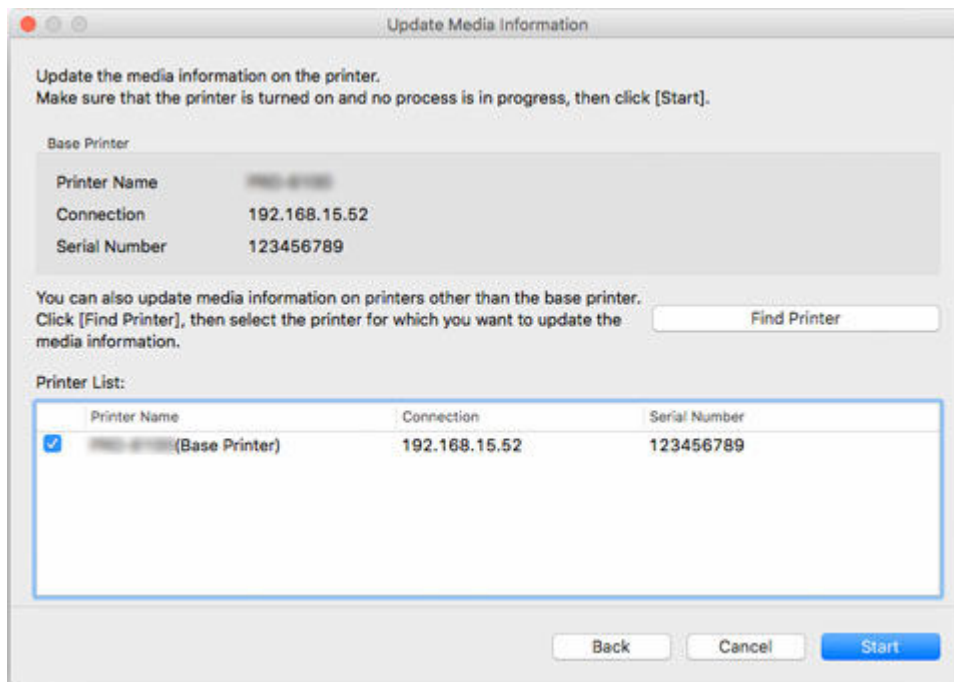 Update Media Information
Update the media information on the printer.
Make sure that the printer is turned on and no process is in progress, then click [Start].
Base Printer
Printer Name
Connection 192.168.15.52
Serial Number 123456789
You can also update media information on printers other than the base printer.
Click [Find Printer], then select the printer for which you want to update the
media information.
Find Printer
Printer List:
Printer Name Connection Serial Number
(Base Printer) 192.168.15.52 123456789
Back Cancel Start